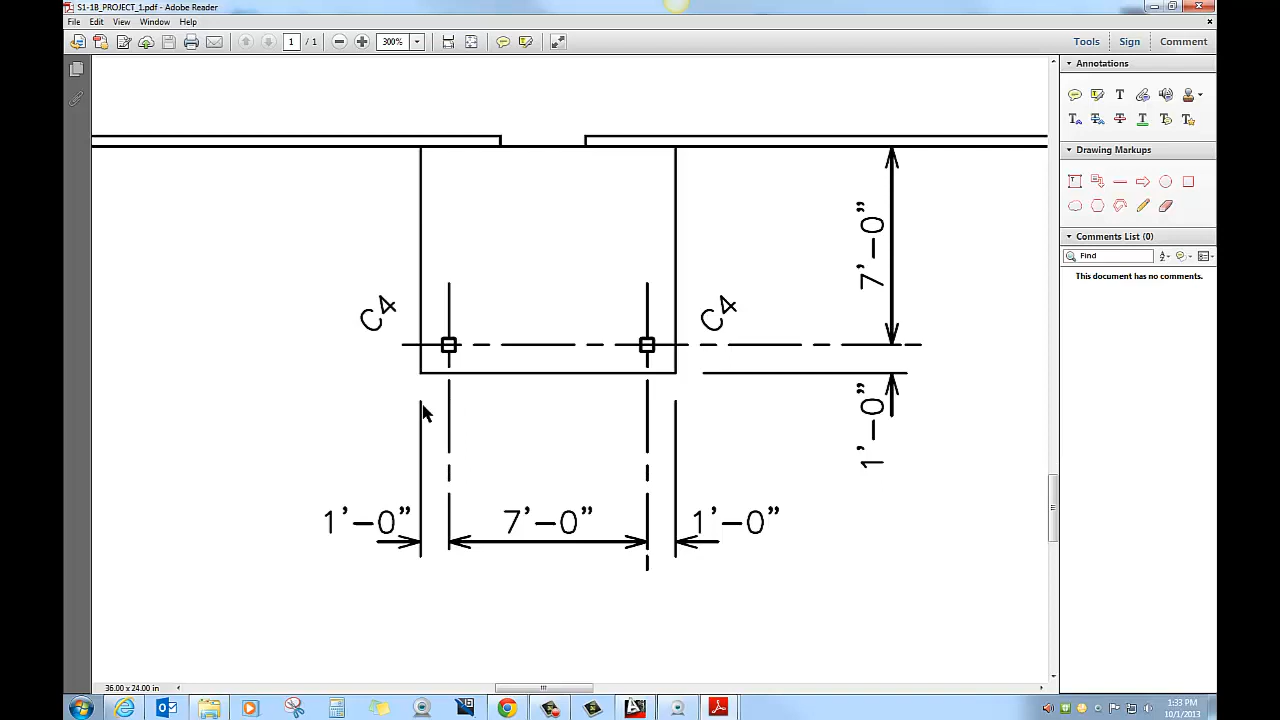 S1-1B_PROJECT_1.pdf - Adobe Reader
File Edit View Window Help
1 / 1 300% Tools Sign Comment
Annotations
Drawing Markups
Comments List (0)
Find
This document has no comments.
7'-0"
C4 C4
1'-0"
1'-0" 7'-0" 1'-0"
36.00 x 24.00 in
1:33 PM
10/1/2013